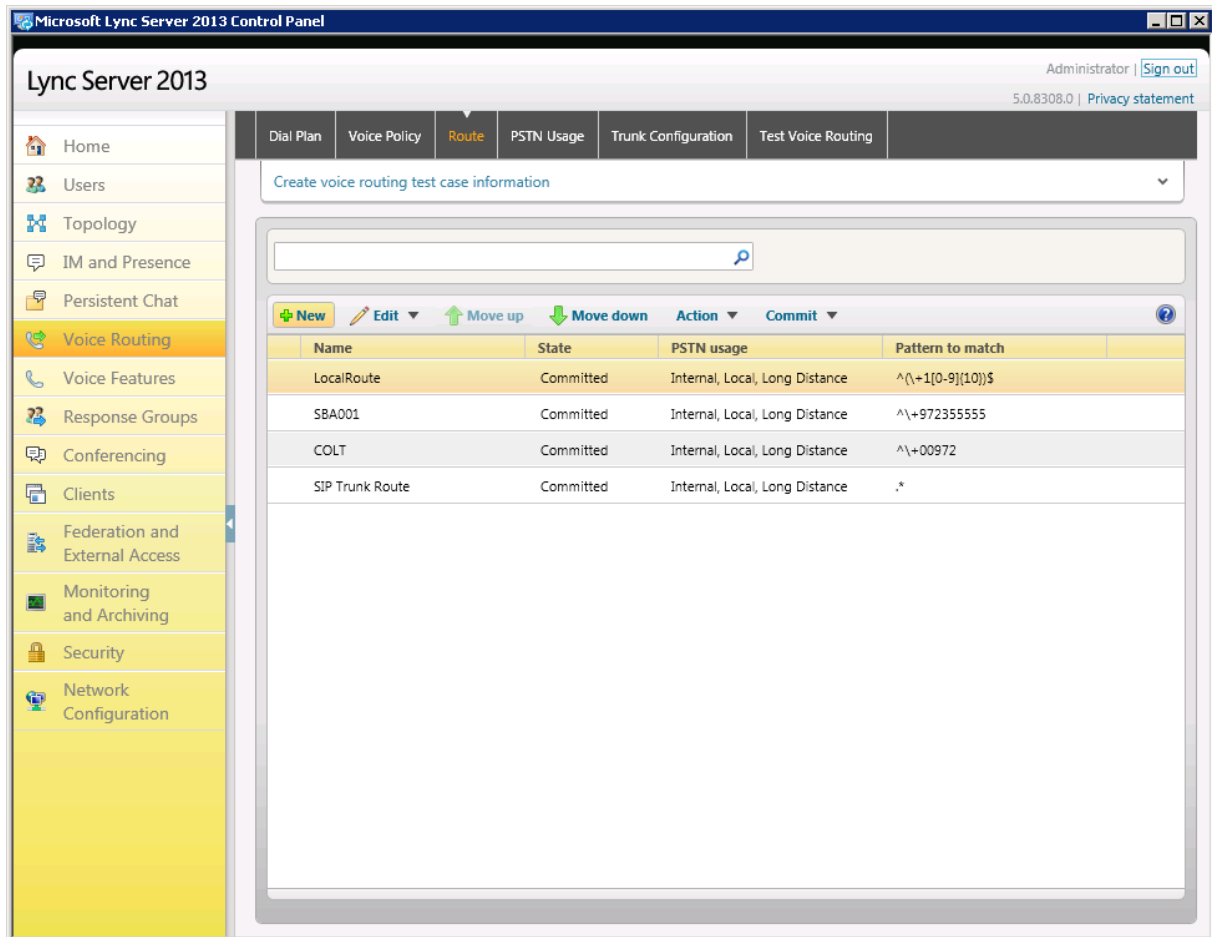 Microsoft Lync Server 2013 Control Panel
Lync Server 2013
Administrator | Sign out
5.0.8308.0 | Privacy statement
Home
Users
Topology
IM and Presence
Persistent Chat
Voice Routing
Voice Features
Response Groups
Conferencing
Clients
Federation and
External Access
Monitoring
and Archiving
Security
Network
Configuration
Dial Plan Voice Policy Route PSTN Usage Trunk Configuration Test Voice Routing
Create voice routing test case information
New Edit Move up Move down Action Commit
Name State PSTN usage Pattern to match
LocalRoute Committed Internal, Local, Long Distance ^(\+1[0-9]{10})$
SBA001 Committed Internal, Local, Long Distance ^\+972355555
COLT Committed Internal, Local, Long Distance ^\+00972
SIP Trunk Route Committed Internal, Local, Long Distance .*